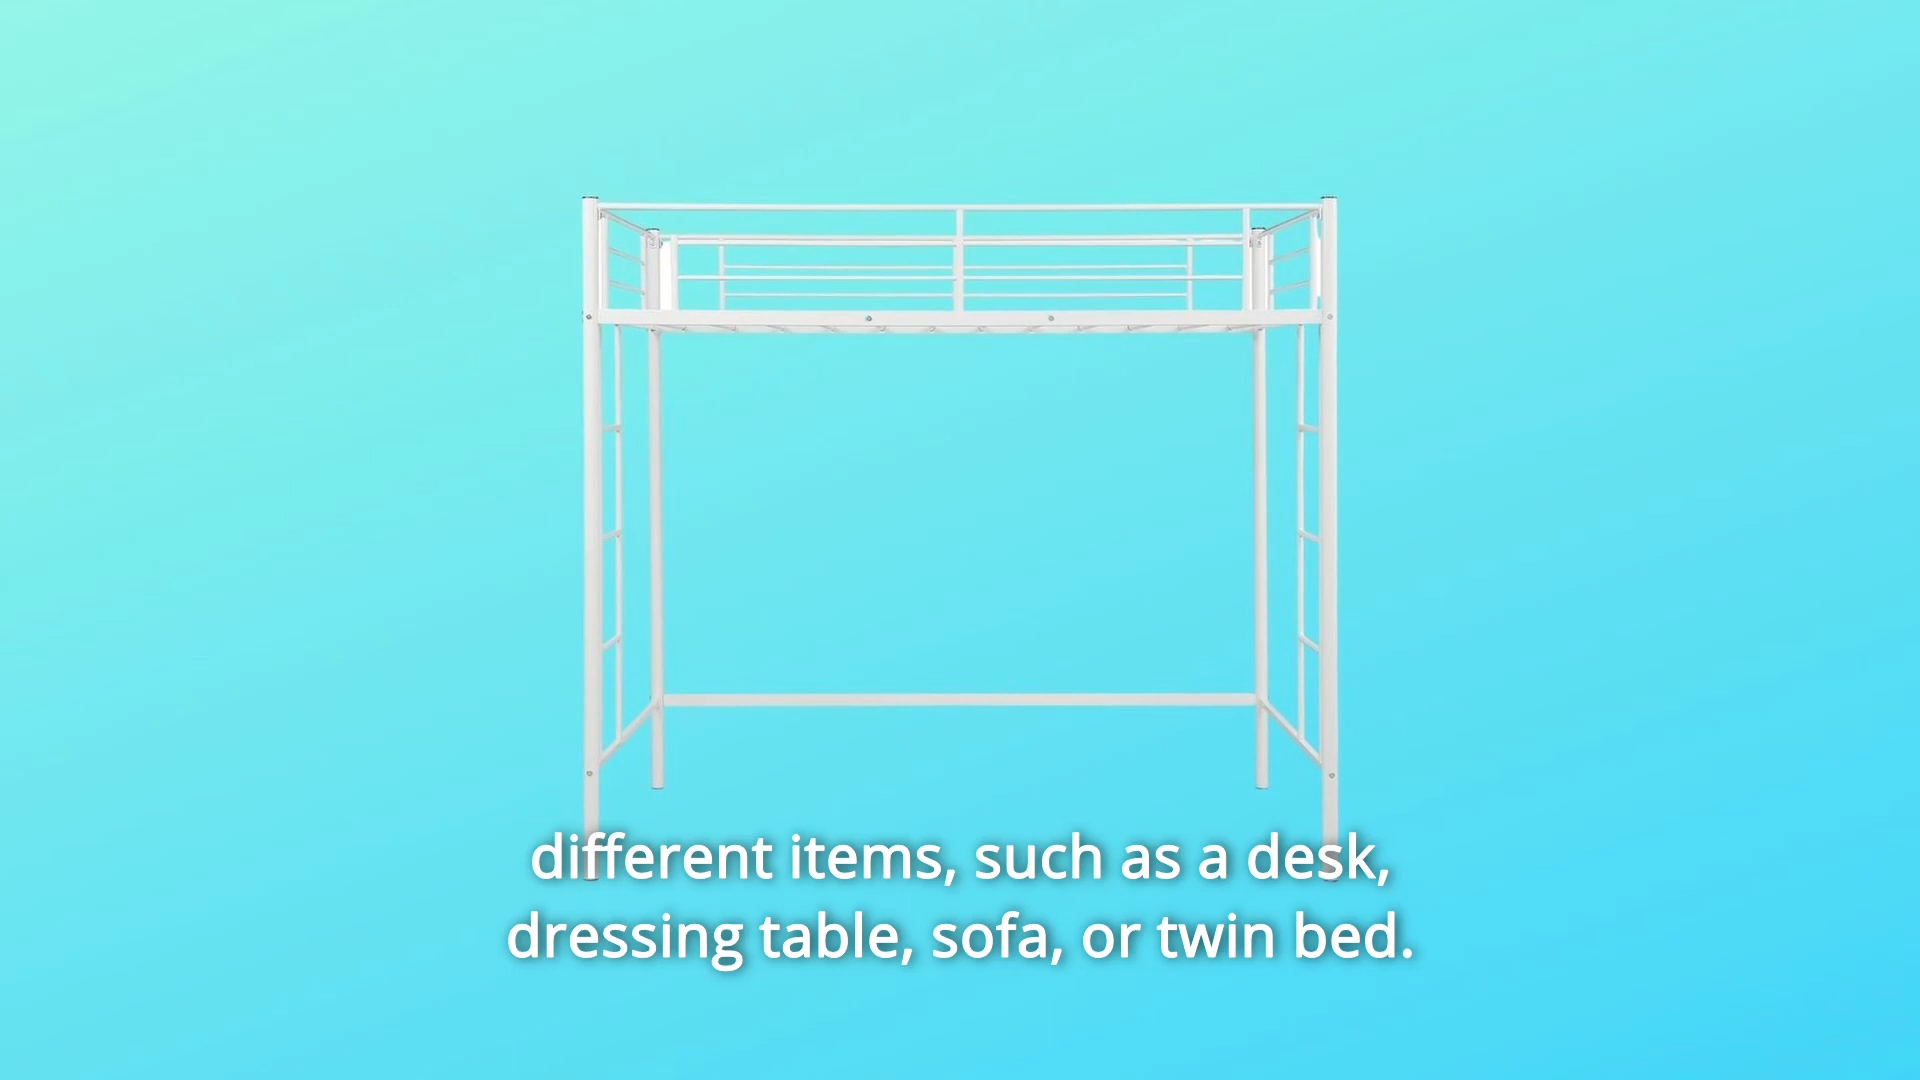 different items, such as a desk,
dressing table, sofa, or twin bed.